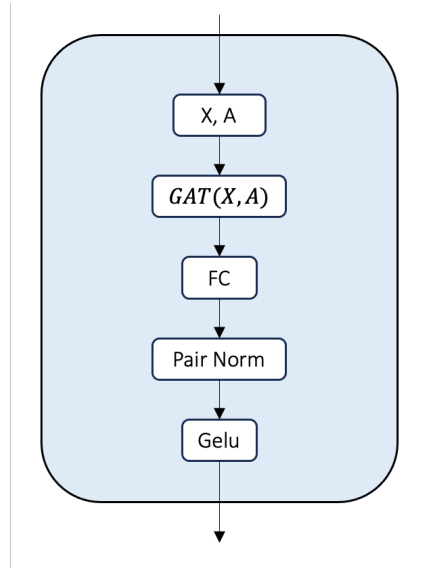 X, A
GAT(X, A)
FC
Pair Norm
Gelu